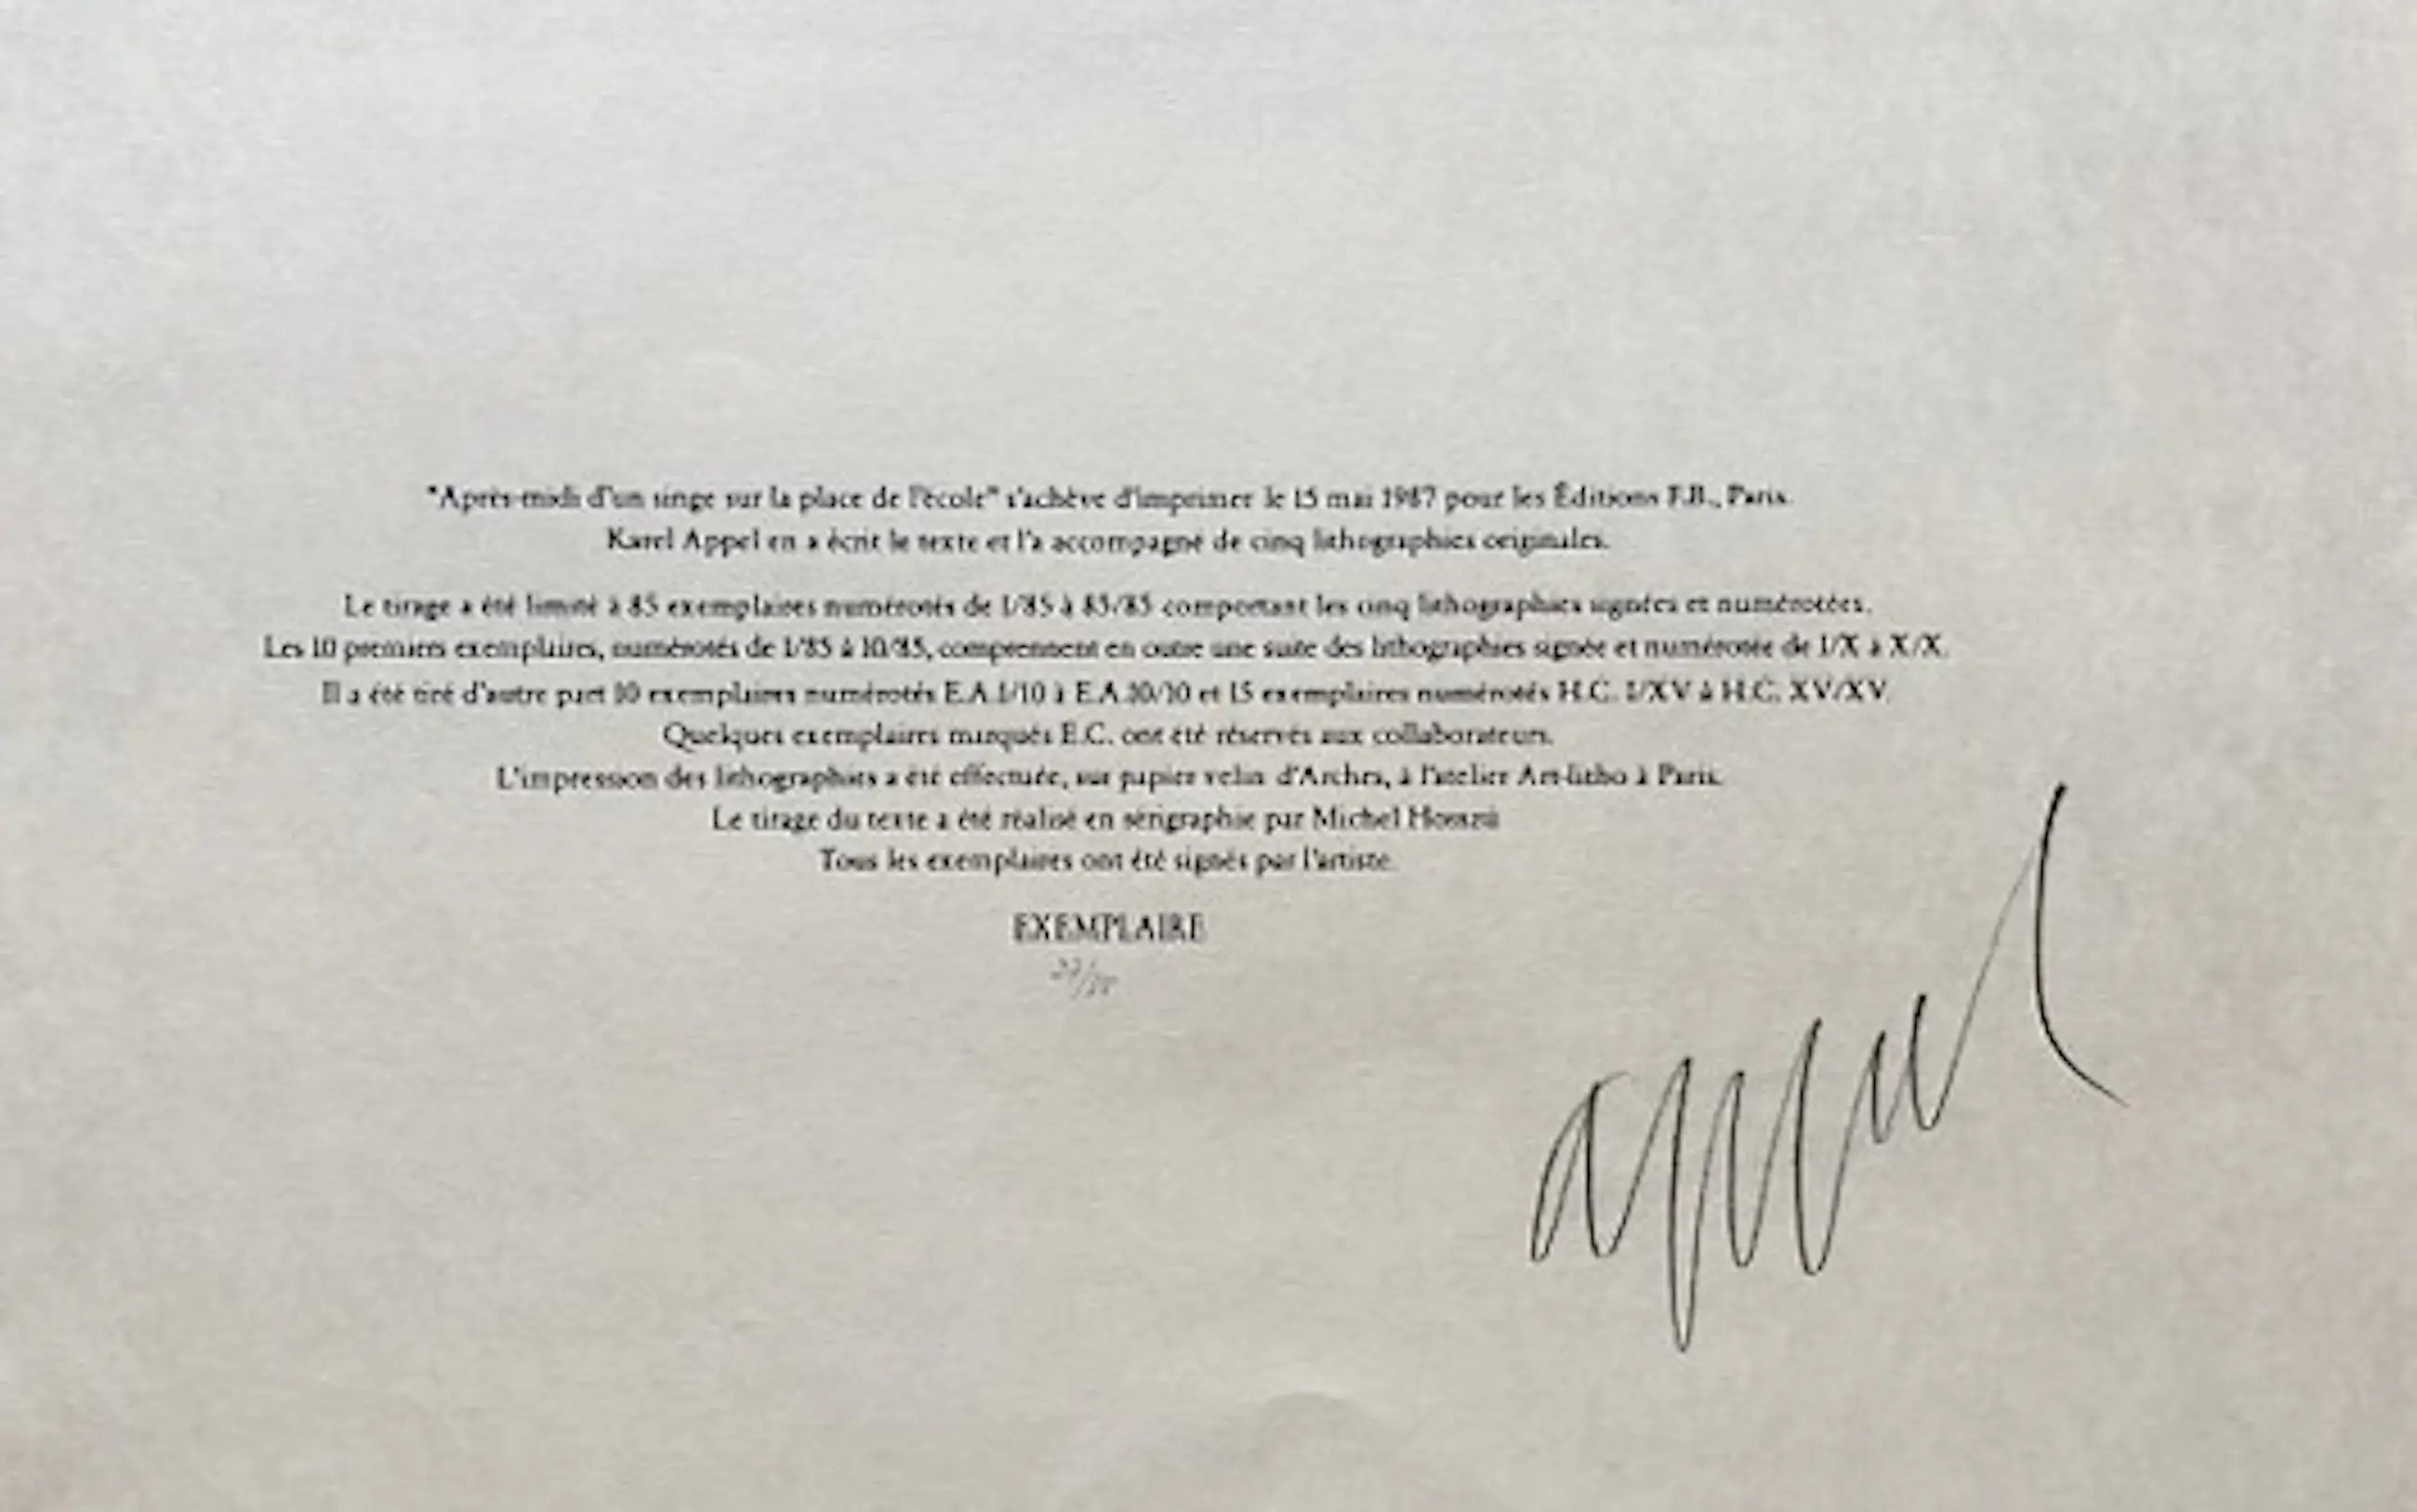 "Après-midi d'un singe sur la place de l'école" s'achève d'imprimer le 15 mai 1987 pour les Éditions F.B., Paris.
Karel Appel en a écrit le texte et l'a accompagné de cinq lithographies originales.
Le tirage a été limité à 85 exemplaires numérotés de 1/85 à 85/85 comportant les cinq lithographies signées et numérotées.
Les 10 premiers exemplaires, numérotés de 1/85 à 10/85, comprennent en outre une suite des lithographies signée et numérotée de I/X à X/X.
Il a été tiré d'autre part 10 exemplaires numérotés E.A.1/10 à E.A.10/10 et 15 exemplaires numérotés H.C. I/XV à H.C. XV/XV.
Quelques exemplaires marqués E.C. ont été réservés aux collaborateurs.
L'impression des lithographies a été effectuée, sur papier velin d'Arches, à l'atelier Art-litho à Paris.
Le tirage du texte a été réalisé en sérigraphie par Michel
Tous les exemplaires ont été signés par l'artiste.
EXEMPLAIRE
appel